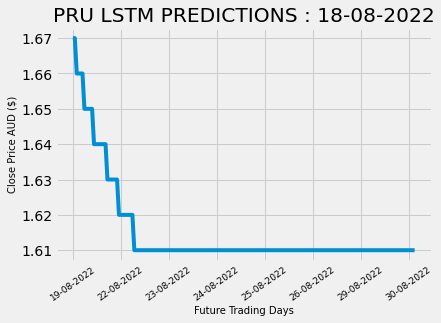 PRU LSTM PREDICTIONS : 18-08-2022
1.67
1.66
1.65
1.64
1.63
1.62
1.61
Close Price AUD ($)
19-08-2022 22-08-2022 23-08-2022 24-08-2022 25-08-2022 26-08-2022 29-08-2022 30-08-2022
Future Trading Days